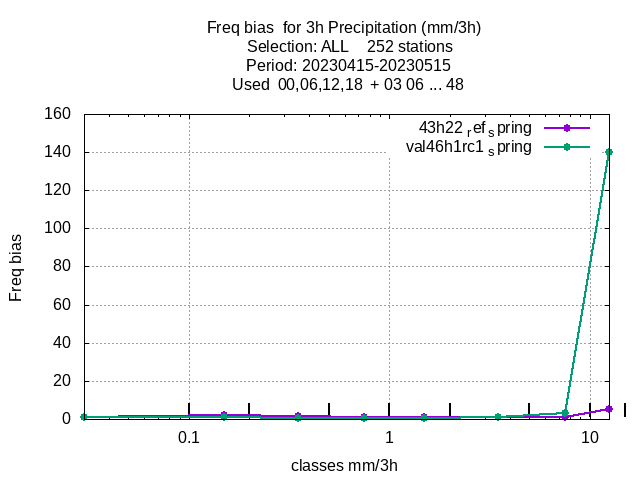 Freq bias for 3h Precipitation (mm/3h)
Selection: ALL 252 stations
Period: 20230415-20230515
Used 00,06,12,18 + 03 06 ... 48
43h22 ref spring
val46h1rc1 spring
160
140
120
100
80
60
40
20
0
Freq bias
0.1 1 10
classes mm/3h